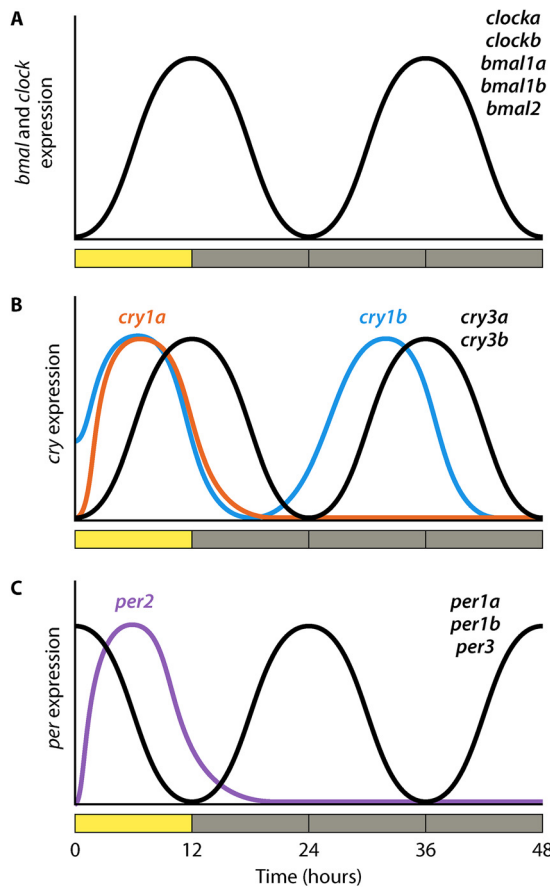 A
clocka
clockb
bmal1a
bmal1b
bmal2
bmal and clock
expression
B
cry1a
cry1b
cry3a
cry3b
cry expression
C
per2
per1a
per1b
per3
per expression
0 12 24 36 48
Time (hours)